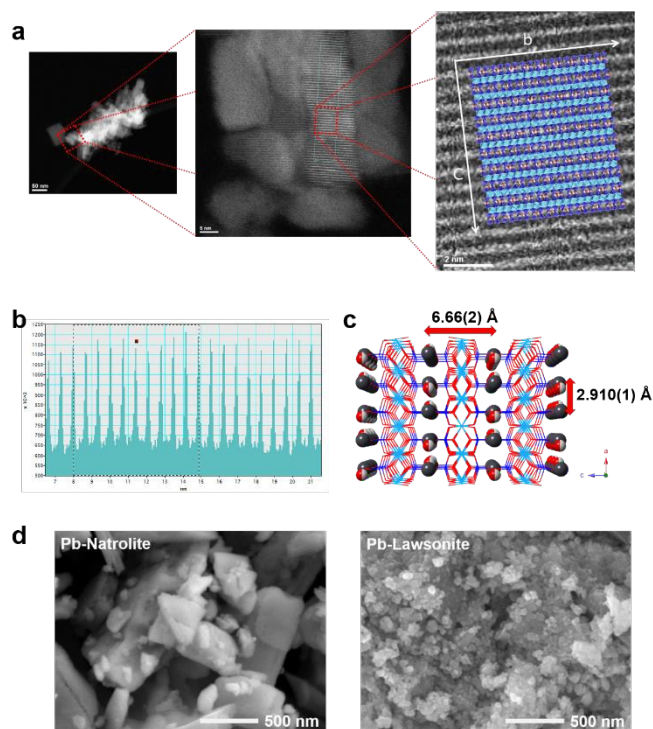 a
50 nm
5 nm
b
C
2 nm
b
1250
1200
1150
1100
1050
1000
950
900
850
800
750
700
650
600
550
500
7 8 9 10 11 12 13 14 15 16 17 18 19 20 21
nm
c
6.66(2) Å
2.910(1) Å
a
c
d
Pb-Natrolite
500 nm
Pb-Lawsonite
500 nm